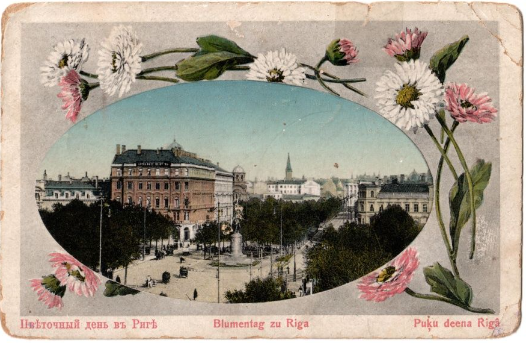 Цвѣточный день въ Ригѣ
Blumentag zu Riga
Puķu deena Rigā